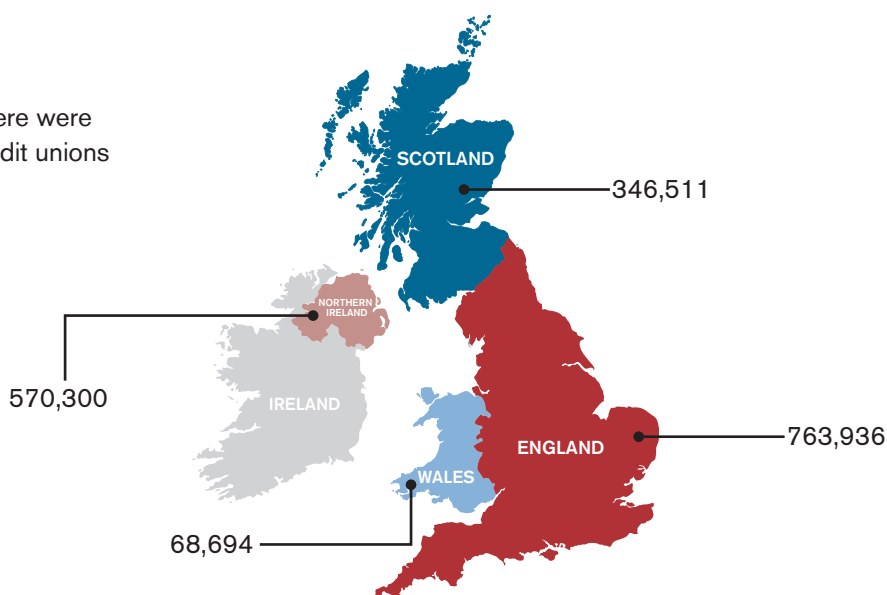 ere were
dit unions
SCOTLAND
346,511
NORTHERN
IRELAND
570,300
IRELAND
763,936
ENGLAND
WALES
68,694